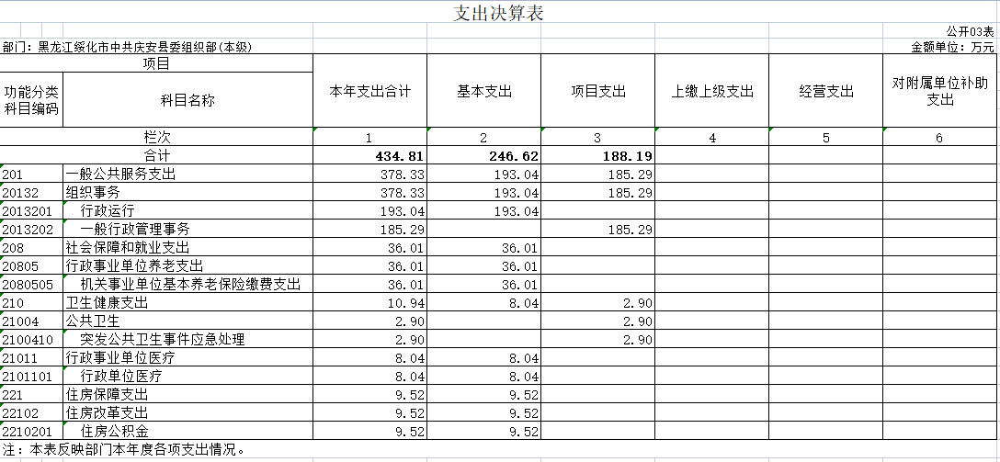 支出决算表
公开03表
部门：黑龙江绥化市中共庆安县委组织部(本级)	金额单位：万元
项目	本年支出合计	基本支出	项目支出	上缴上级支出	经营支出	对附属单位补助支出
功能分类科目编码	科目名称
栏次	1	2	3	4	5	6
合计	434.81	246.62	188.19
201	一般公共服务支出	378.33	193.04	185.29
20132	组织事务	378.33	193.04	185.29
2013201	行政运行	193.04	193.04
2013202	一般行政管理事务	185.29	185.29
208	社会保障和就业支出	36.01	36.01
20805	行政事业单位养老支出	36.01	36.01
2080505	机关事业单位基本养老保险缴费支出	36.01	36.01
210	卫生健康支出	10.94	8.04	2.90
21004	公共卫生	2.90	2.90
2100410	突发公共卫生事件应急处理	2.90	2.90
21011	行政事业单位医疗	8.04	8.04
2101101	行政单位医疗	8.04	8.04
221	住房保障支出	9.52	9.52
22102	住房改革支出	9.52	9.52
2210201	住房公积金	9.52	9.52
注：本表反映部门本年度各项支出情况。